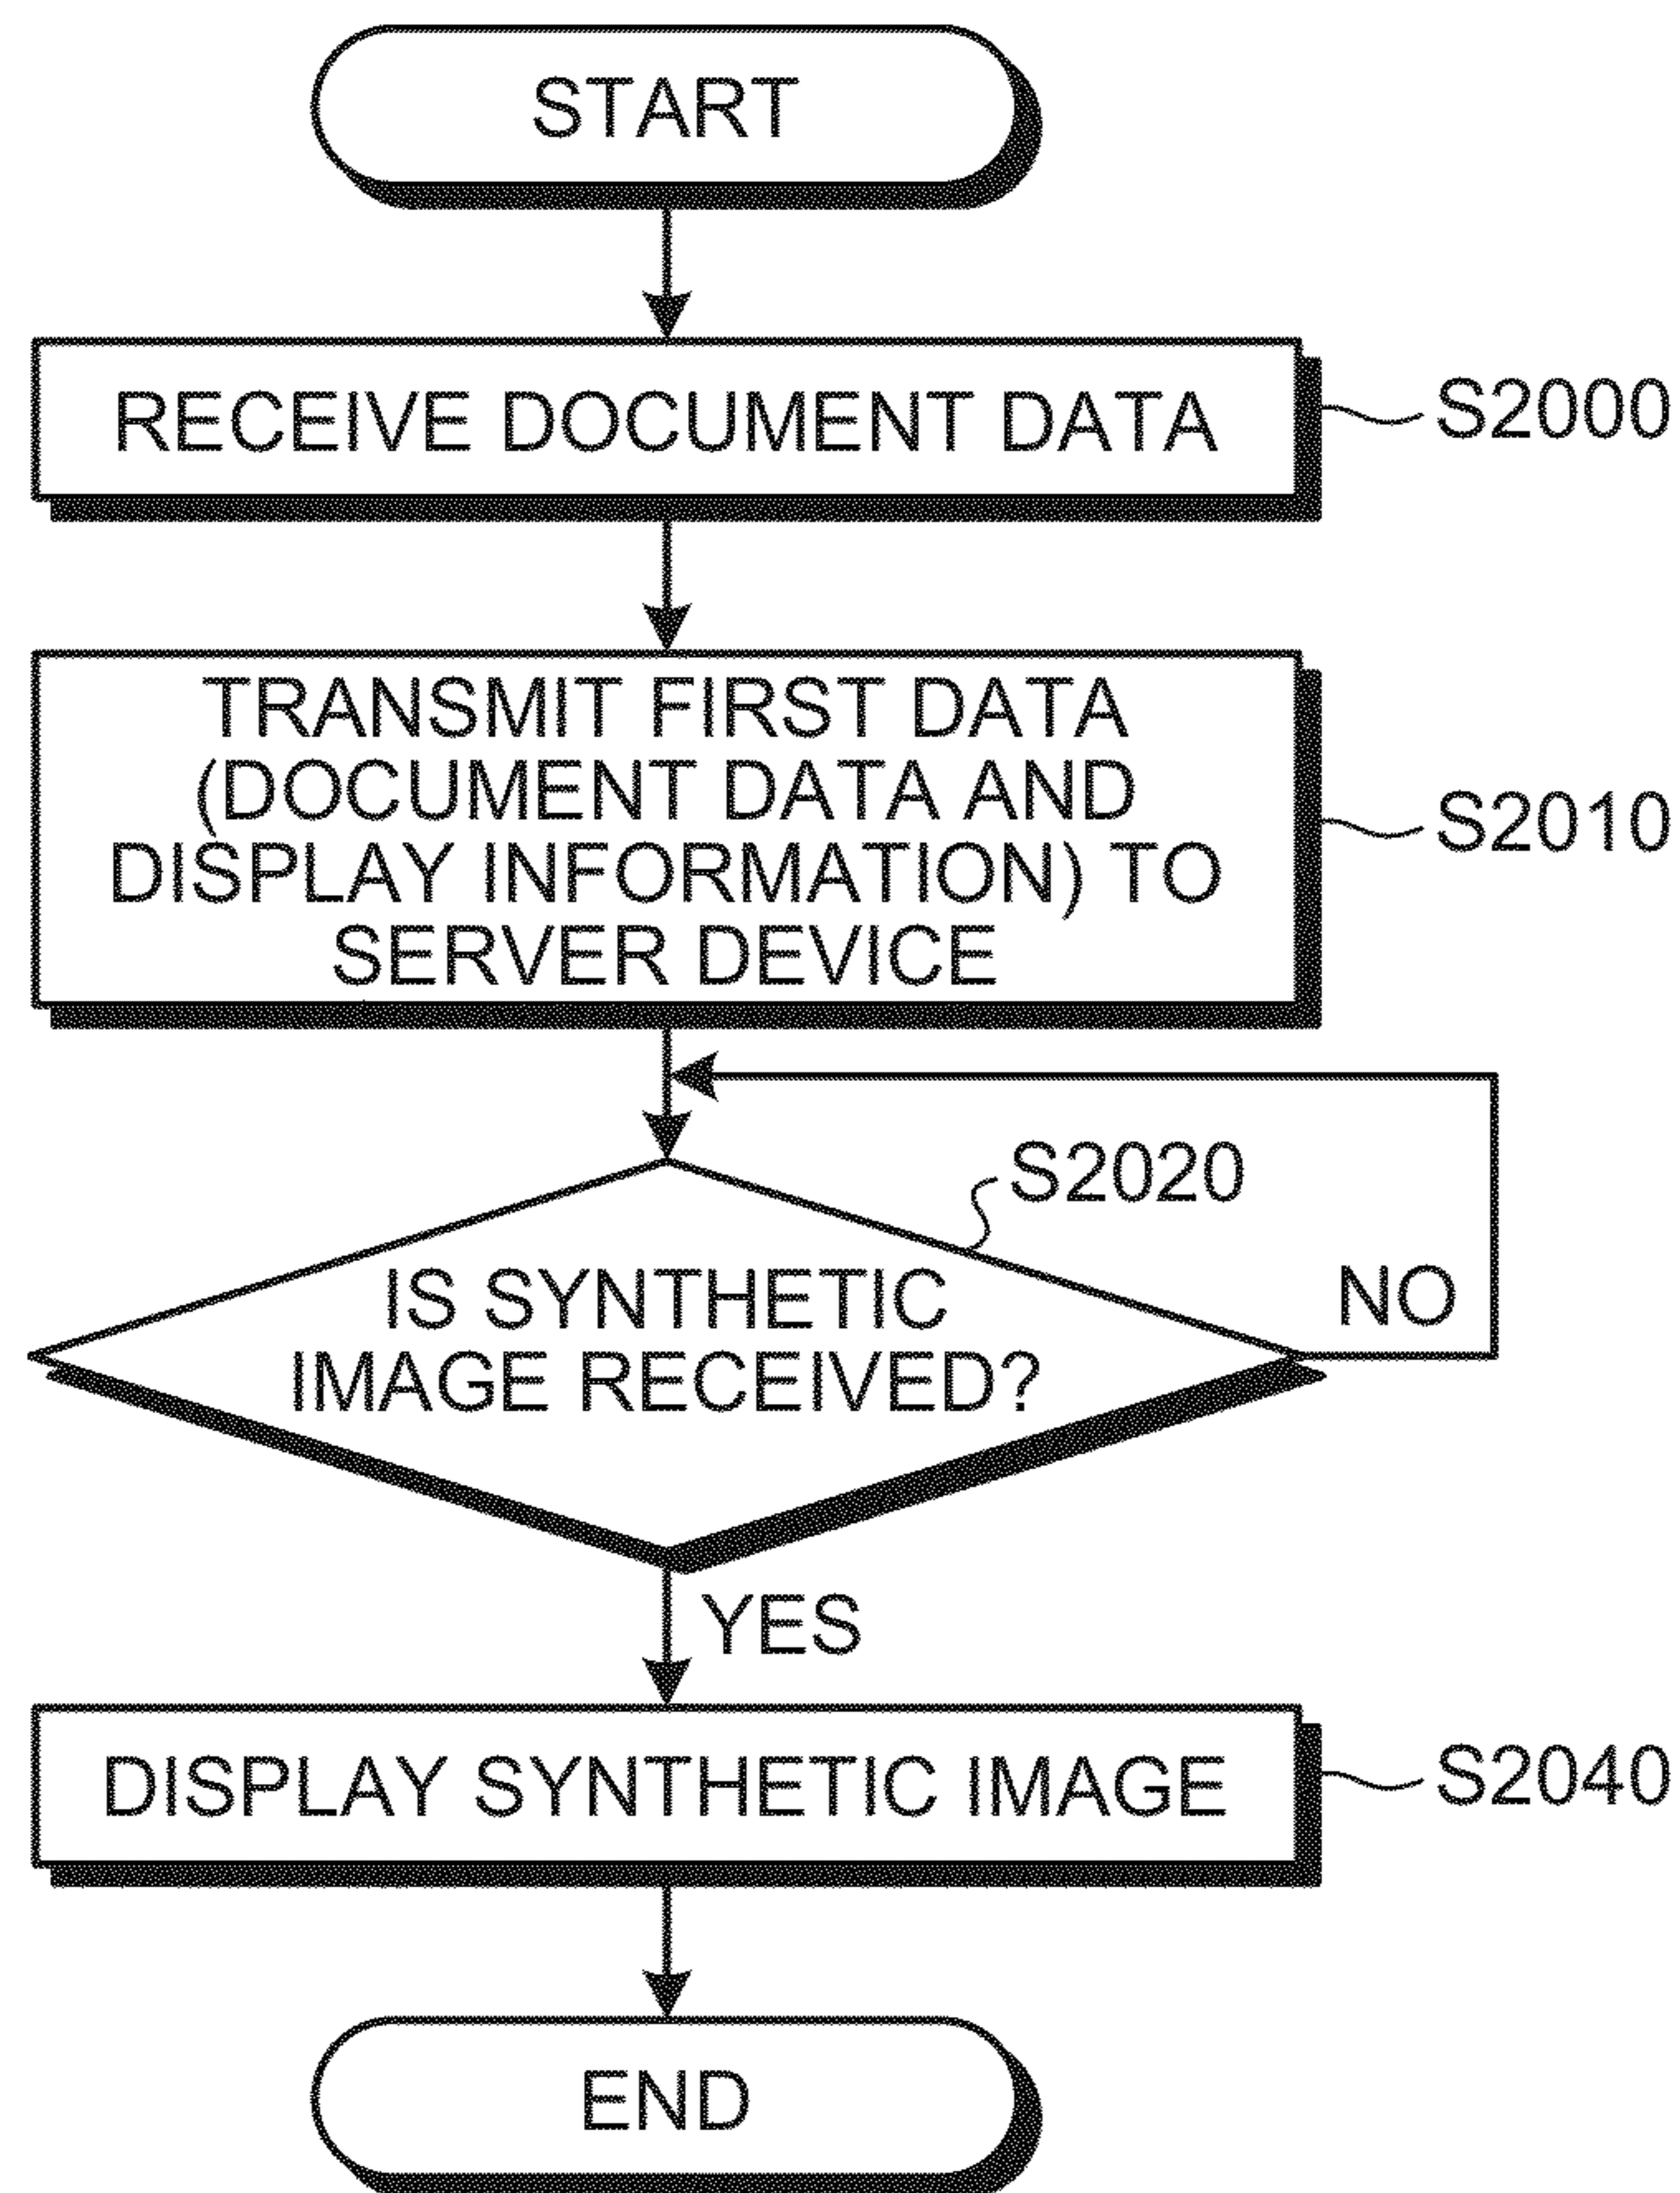 START
RECEIVE DOCUMENT DATA
S2000
TRANSMIT FIRST DATA
(DOCUMENT DATA AND
DISPLAY INFORMATION) TO
SERVER DEVICE
S2010
S2020
IS SYNTHETIC
IMAGE RECEIVED?
NO
YES
DISPLAY SYNTHETIC IMAGE
S2040
END